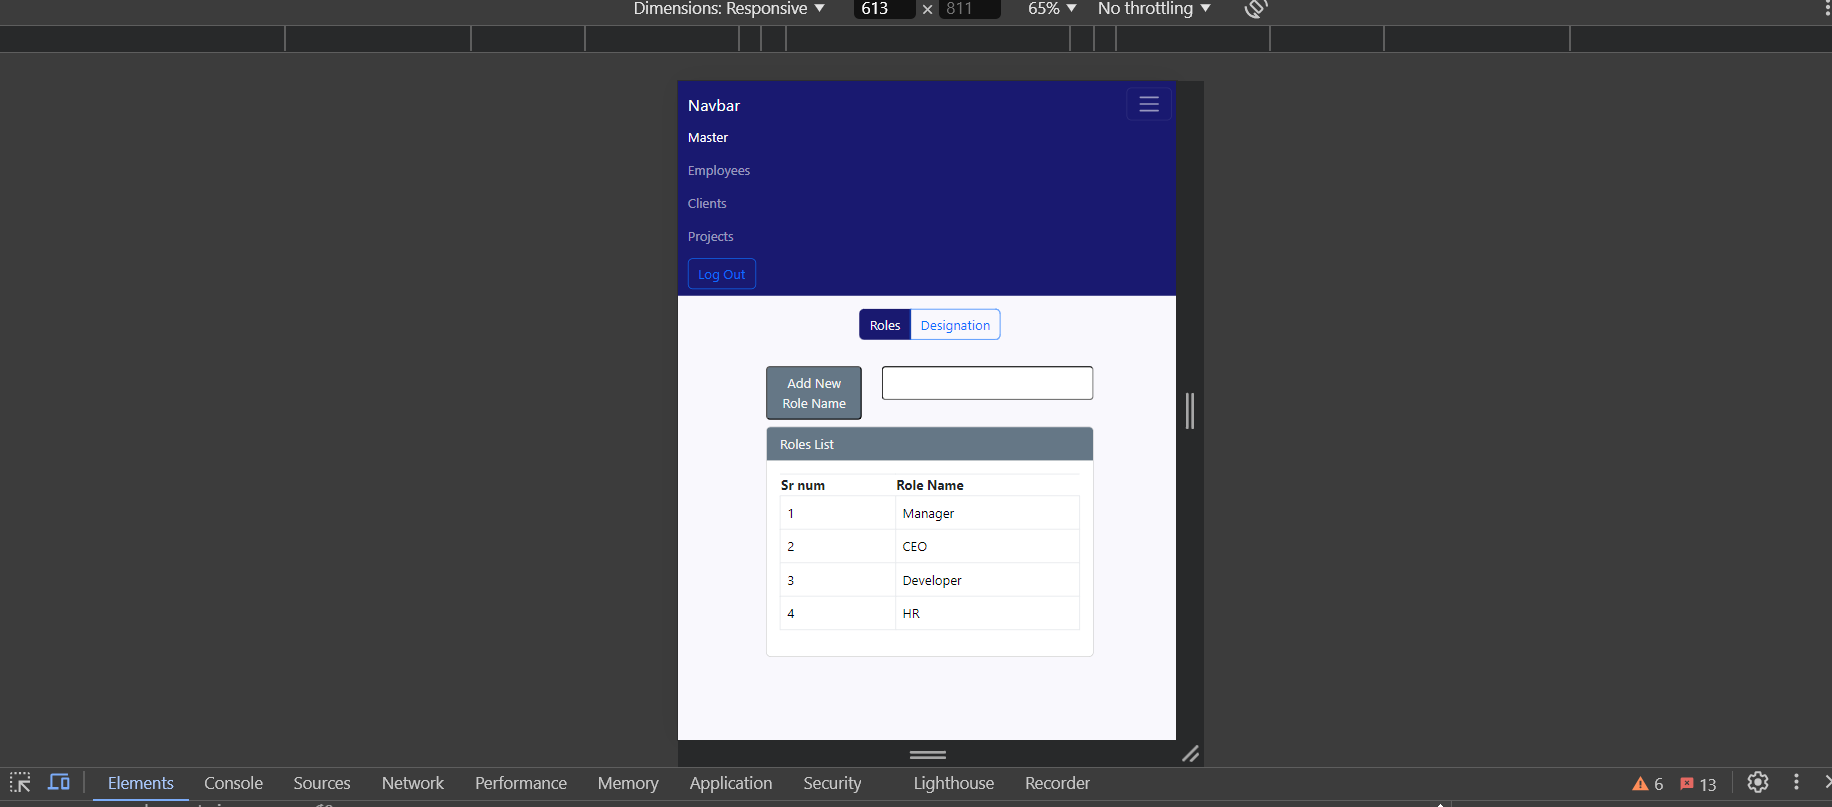 Dimensions: Responsive 613 × 811 65% No throttling
Navbar
Master
Employees
Clients
Projects
Log Out
Roles Designation
Add New
Role Name
Roles List
Sr num Role Name
1 Manager
2 CEO
3 Developer
4 HR
Elements Console Sources Network Performance Memory Application Security Lighthouse Recorder 6 13